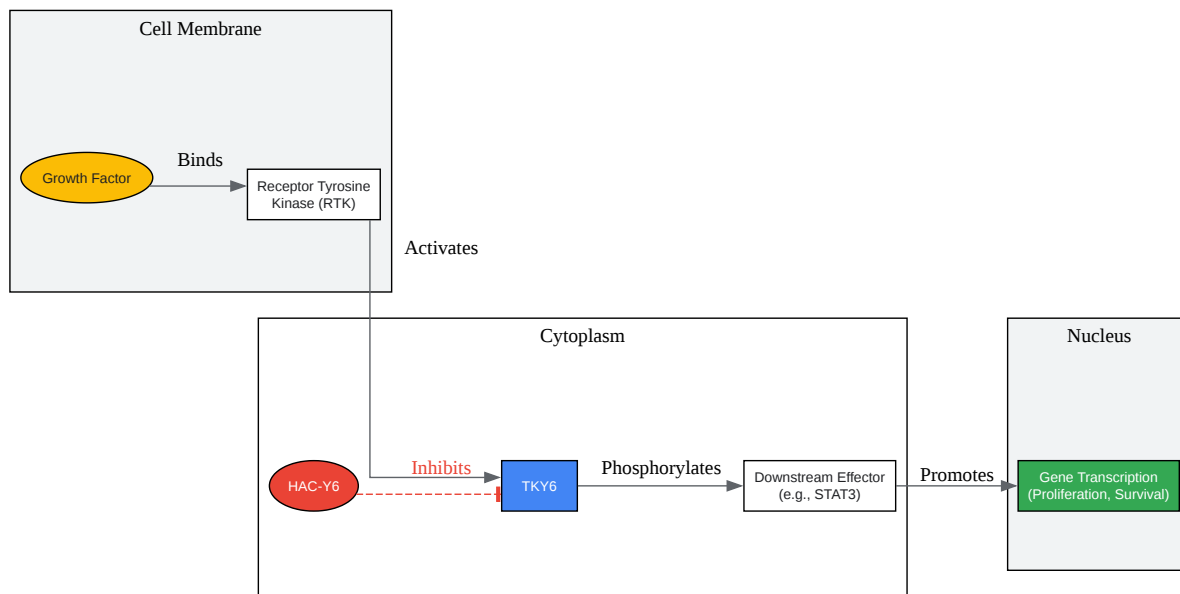 Cell Membrane
Growth Factor
Binds
Receptor Tyrosine
Kinase (RTK)
Activates
Cytoplasm
HAC-Y6
Inhibits
TKY6
Phosphorylates
Downstream Effector
(e.g., STAT3)
Promotes
Nucleus
Gene Transcription
(Proliferation, Survival)